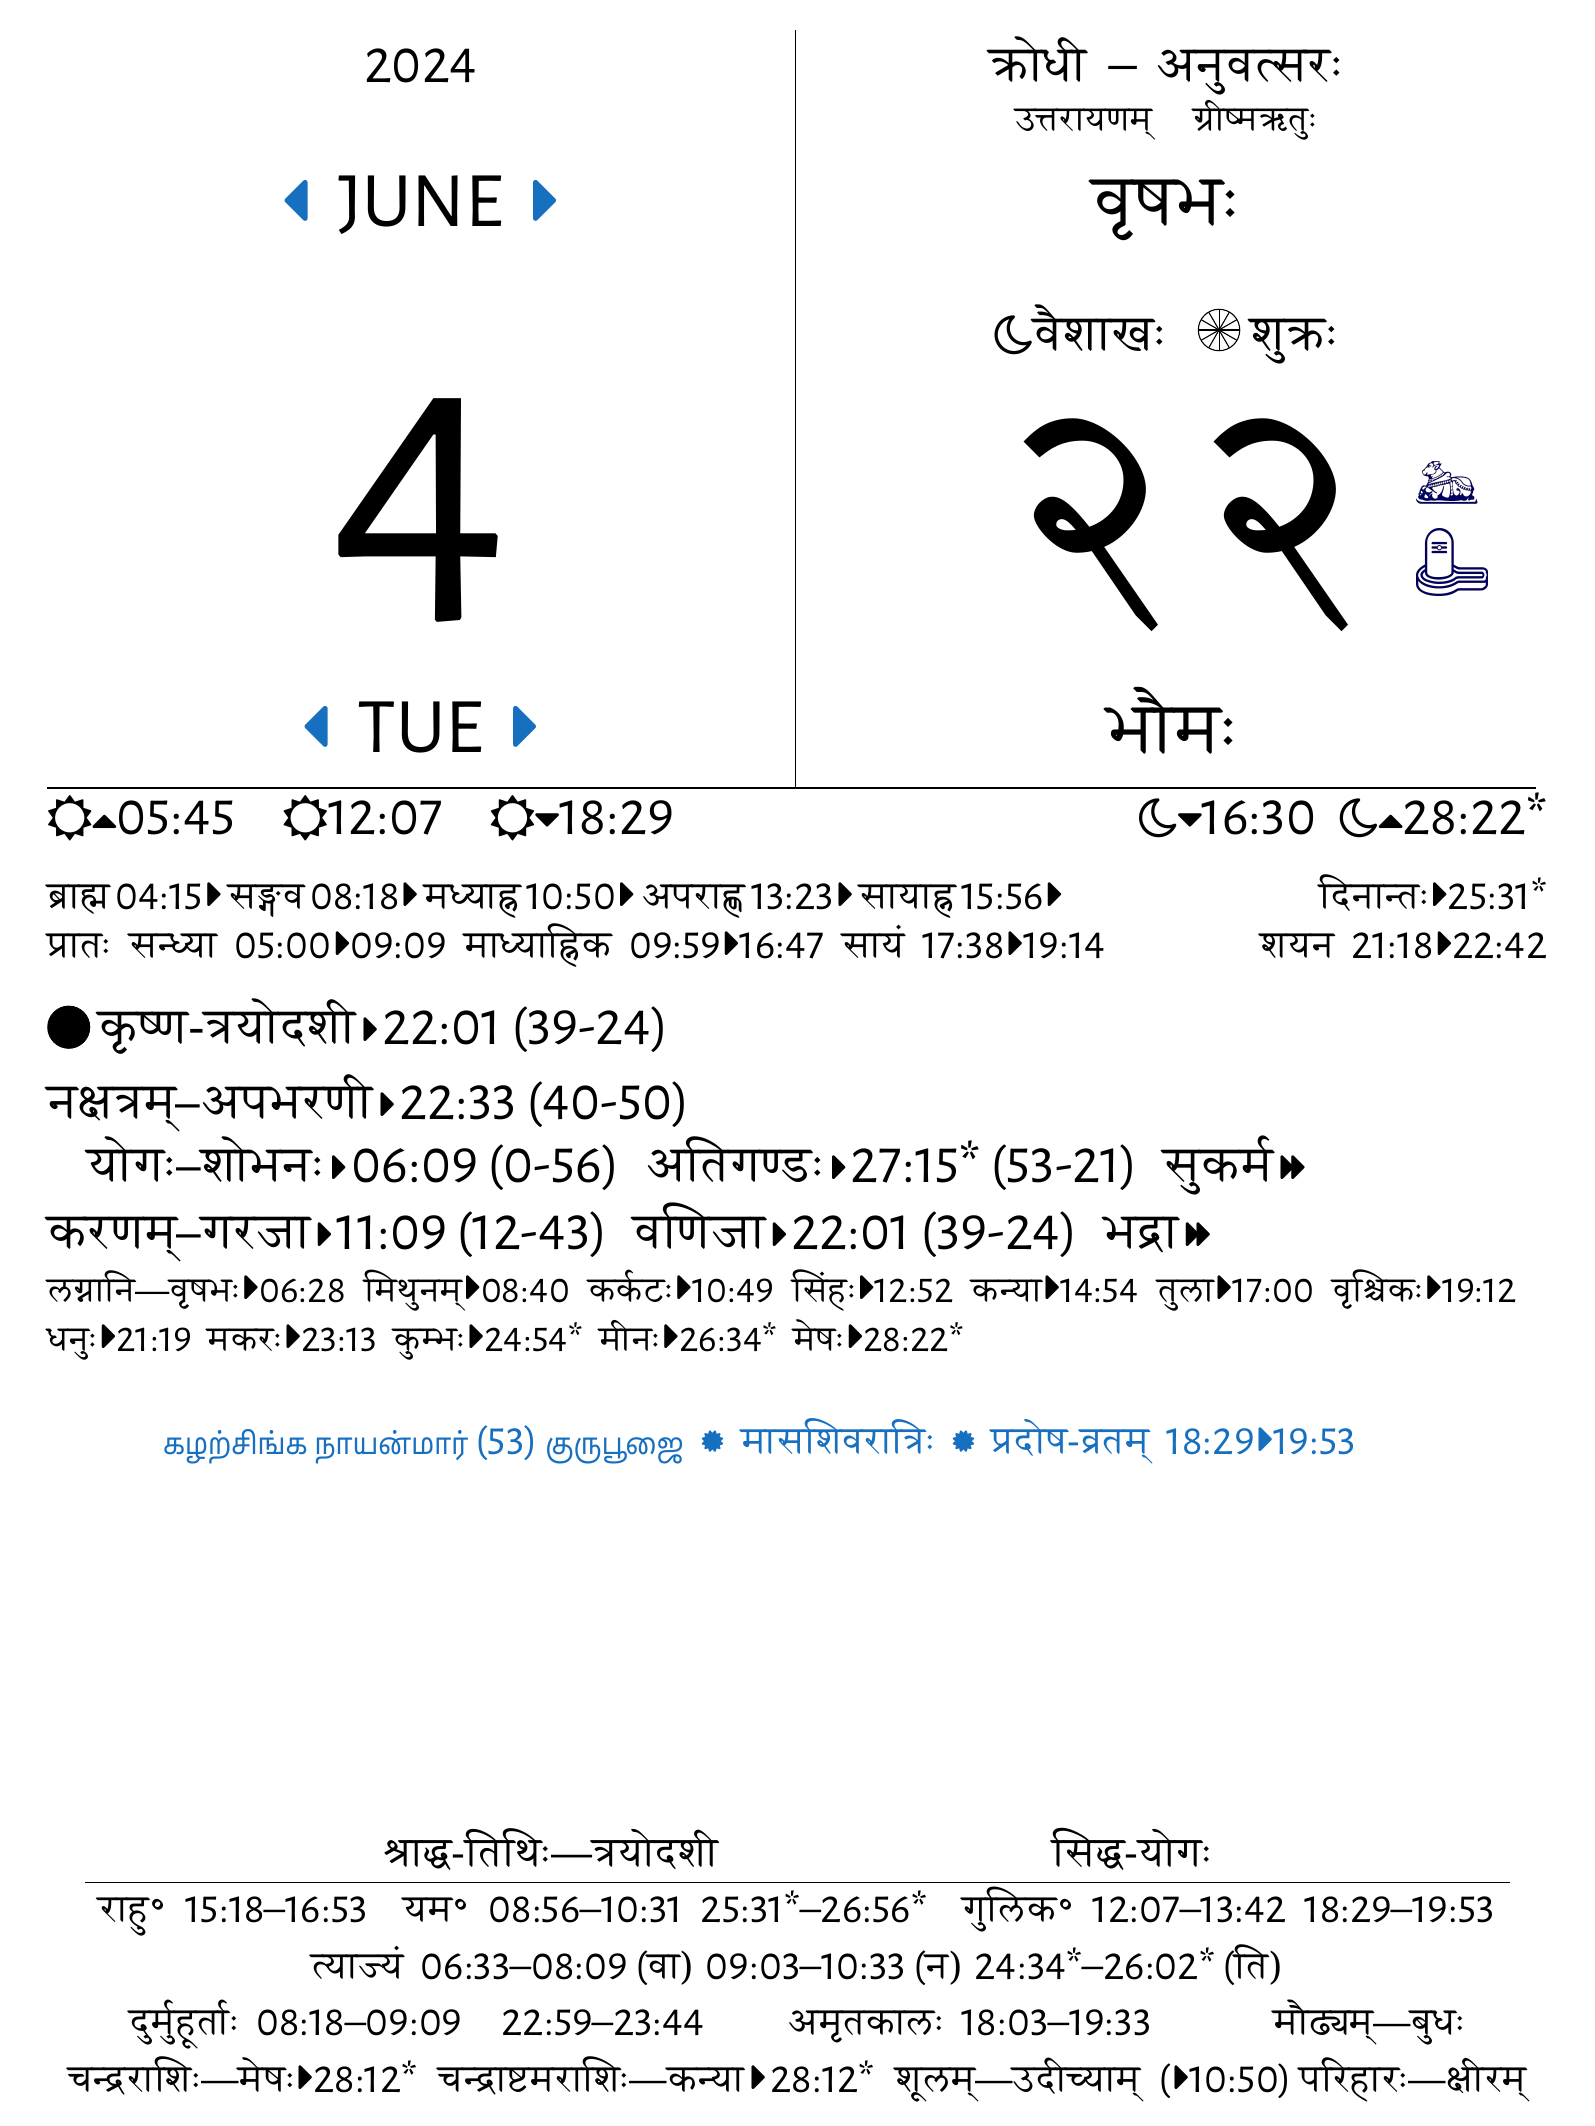 2024
JUNE
4
TUE
क्रोधी – अनुवत्सरः
उत्तरायणम् ग्रीष्मऋतुः
वृषभः
वैशाखः शुक्रः
२२
भौमः
05:45 12:07 18:29 16:30 28:22*
ब्राह्म 04:15 सङ्गव 08:18 मध्याह्न 10:50 अपराह्ण 13:23 सायाह्न 15:56 दिनान्तः 25:31*
प्रातः सन्ध्या 05:00 09:09 माध्याह्निक 09:59 16:47 सायं 17:38 19:14 शयन 21:18 22:42
कृष्ण-त्रयोदशी 22:01 (39-24)
नक्षत्रम्–अपभरणी 22:33 (40-50)
योगः–शोभनः 06:09 (0-56) अतिगण्डः 27:15* (53-21) सुकर्म
करणम्–गरजा 11:09 (12-43) वणिजा 22:01 (39-24) भद्रा
लग्नानि—वृषभः 06:28 मिथुनम् 08:40 कर्कटः 10:49 सिंहः 12:52 कन्या 14:54 तुला 17:00 वृश्चिकः 19:12
धनुः 21:19 मकरः 23:13 कुम्भः 24:54* मीनः 26:34* मेषः 28:22*
கழற்சிங்க நாயன்மார் (53) குருபூஜை मासशिवरात्रिः प्रदोष-व्रतम् 18:29 19:53
श्राद्ध-तिथिः—त्रयोदशी सिद्ध-योगः
राहु॰ 15:18–16:53 यम॰ 08:56–10:31 25:31*–26:56* गुलिक॰ 12:07–13:42 18:29–19:53
त्याज्यं 06:33–08:09 (वा) 09:03–10:33 (न) 24:34*–26:02* (ति)
दुर्मुहूर्ताः 08:18–09:09 22:59–23:44 अमृतकालः 18:03–19:33 मौढ्यम्—बुधः
चन्द्रराशिः—मेषः 28:12* चन्द्राष्टमराशिः—कन्या 28:12* शूलम्—उदीच्याम् ( 10:50) परिहारः—क्षीरम्